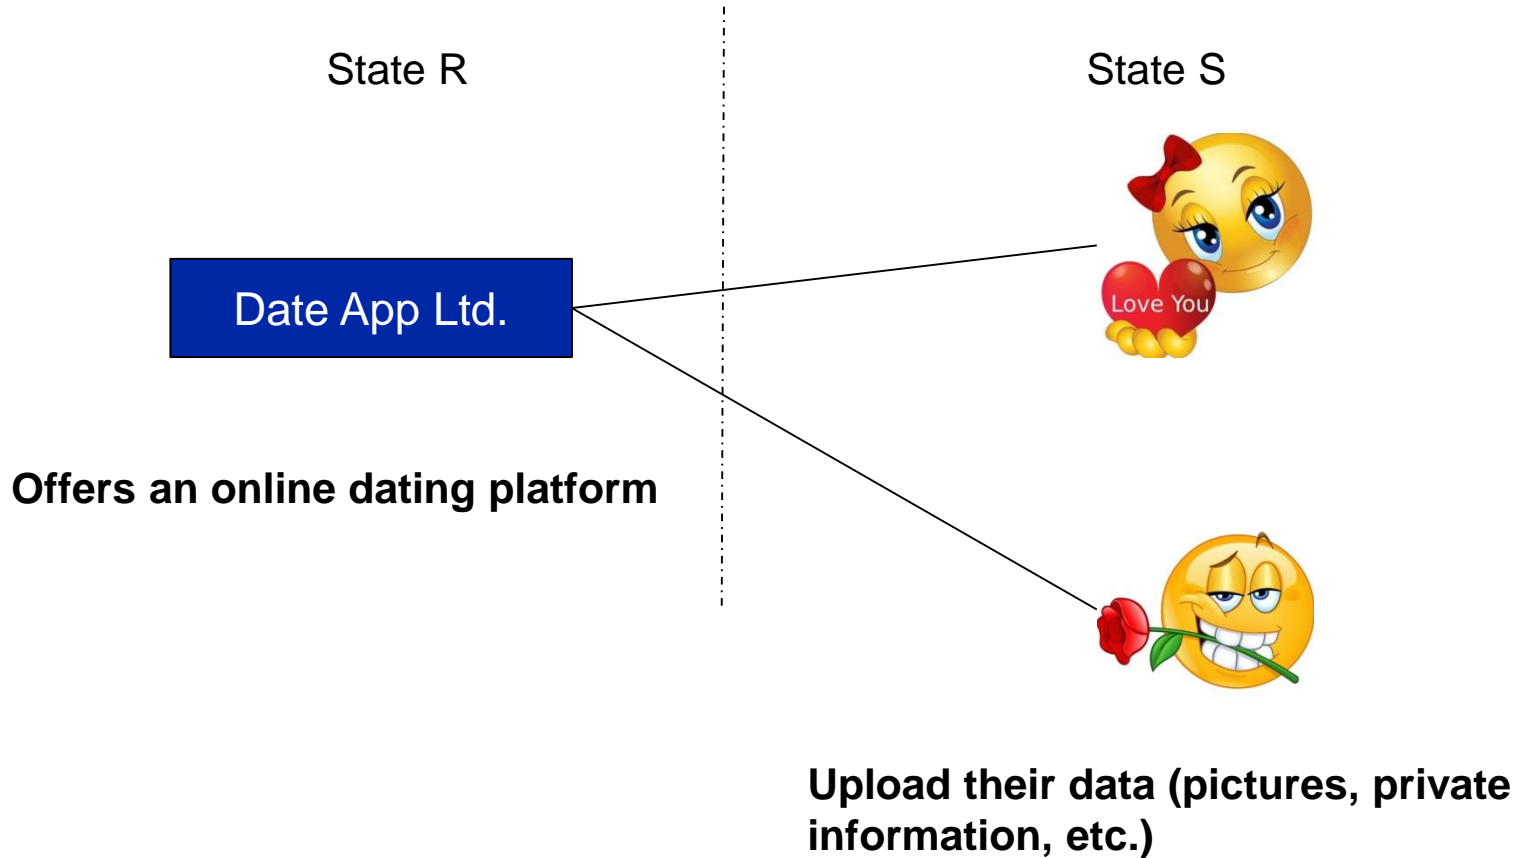 State R
State S
Love You
Date App Ltd.
Offers an online dating platform
Upload their data (pictures, private
information, etc.)